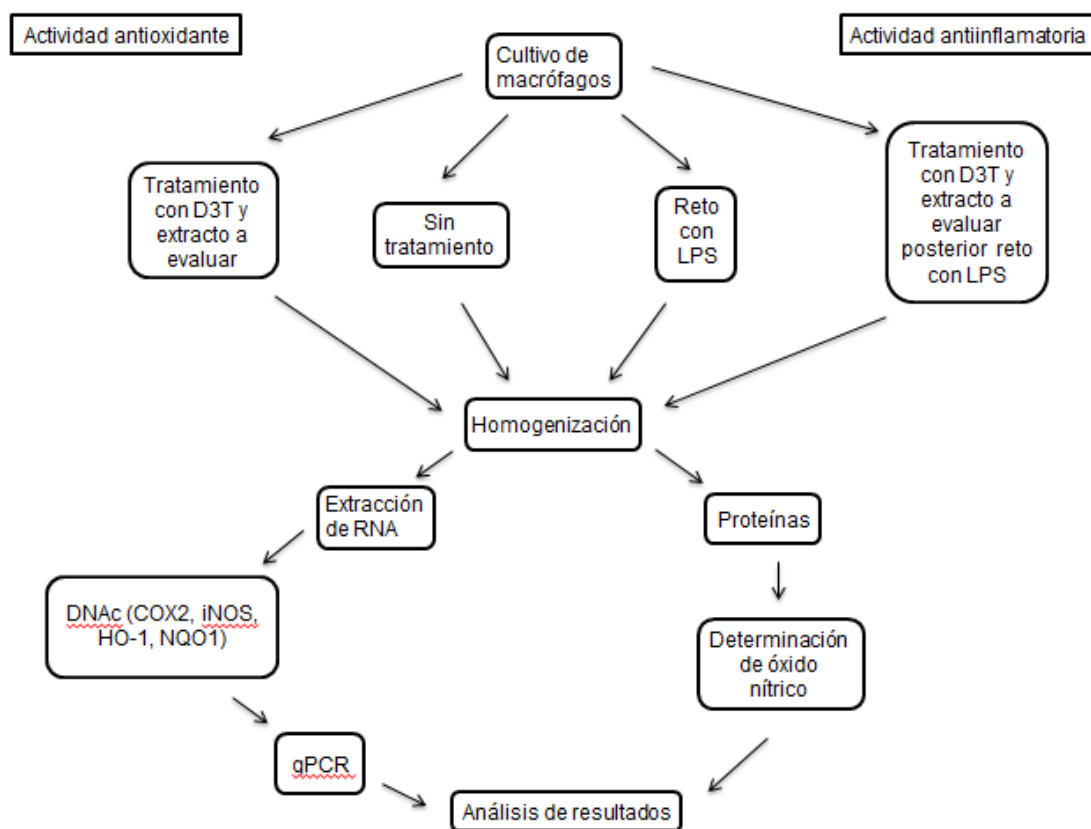 Actividad antioxidante
Actividad antiinflamatoria
Cultivo de
macrófagos
Tratamiento
con D3T y
extracto a
evaluar
Sin
tratamiento
Reto
con
LPS
Tratamiento
con D3T y
extracto a
evaluar
posterior reto
con LPS
Homogenización
Extracción
de RNA
Proteínas
DNAc (COX2, iNOS,
HO-1, NQO1)
Determinación
de óxido
nítrico
qPCR
Análisis de resultados